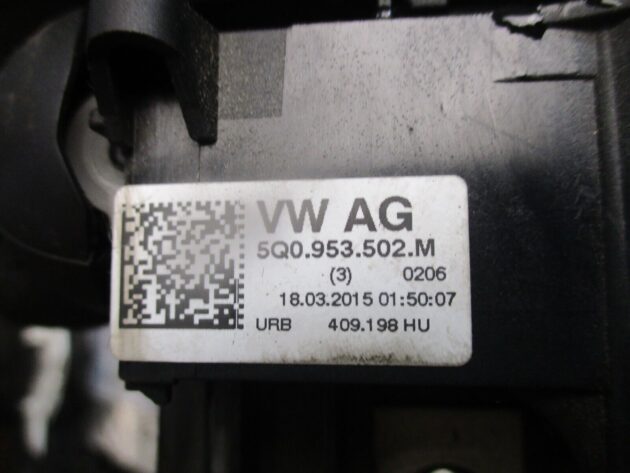 VW AG
5Q0.953.502.M
(3) 0206
18.03.2015 01:50:07
URB 409.198 HU